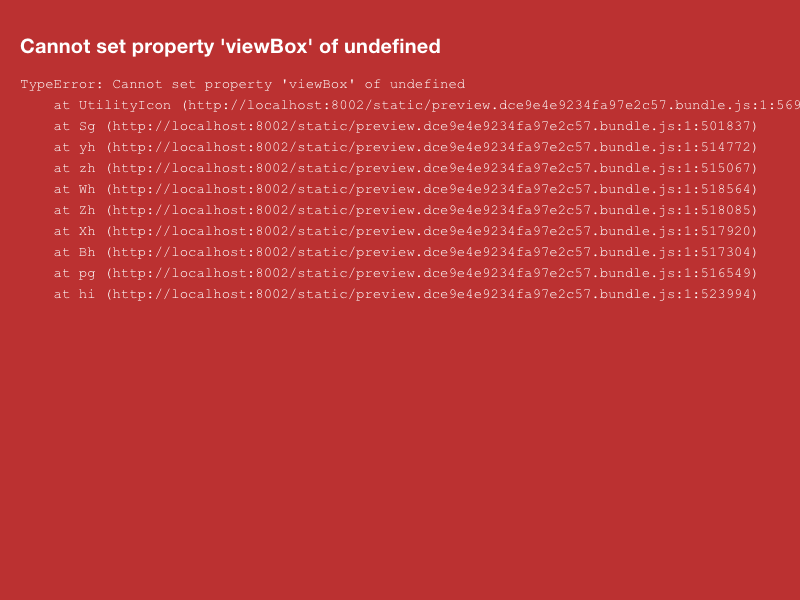 Cannot set property 'viewBox' of undefined
TypeError: Cannot set property 'viewBox' of undefined
at UtilityIcon (http://localhost:8002/static/preview.dce9e4e9234fa97e2c57.bundle.js:1:569
at Sg (http://localhost:8002/static/preview.dce9e4e9234fa97e2c57.bundle.js:1:501837)
at yh (http://localhost:8002/static/preview.dce9e4e9234fa97e2c57.bundle.js:1:514772)
at zh (http://localhost:8002/static/preview.dce9e4e9234fa97e2c57.bundle.js:1:515067)
at Wh (http://localhost:8002/static/preview.dce9e4e9234fa97e2c57.bundle.js:1:518564)
at Zh (http://localhost:8002/static/preview.dce9e4e9234fa97e2c57.bundle.js:1:518085)
at Xh (http://localhost:8002/static/preview.dce9e4e9234fa97e2c57.bundle.js:1:517920)
at Bh (http://localhost:8002/static/preview.dce9e4e9234fa97e2c57.bundle.js:1:517304)
at pg (http://localhost:8002/static/preview.dce9e4e9234fa97e2c57.bundle.js:1:516549)
at hi (http://localhost:8002/static/preview.dce9e4e9234fa97e2c57.bundle.js:1:523994)